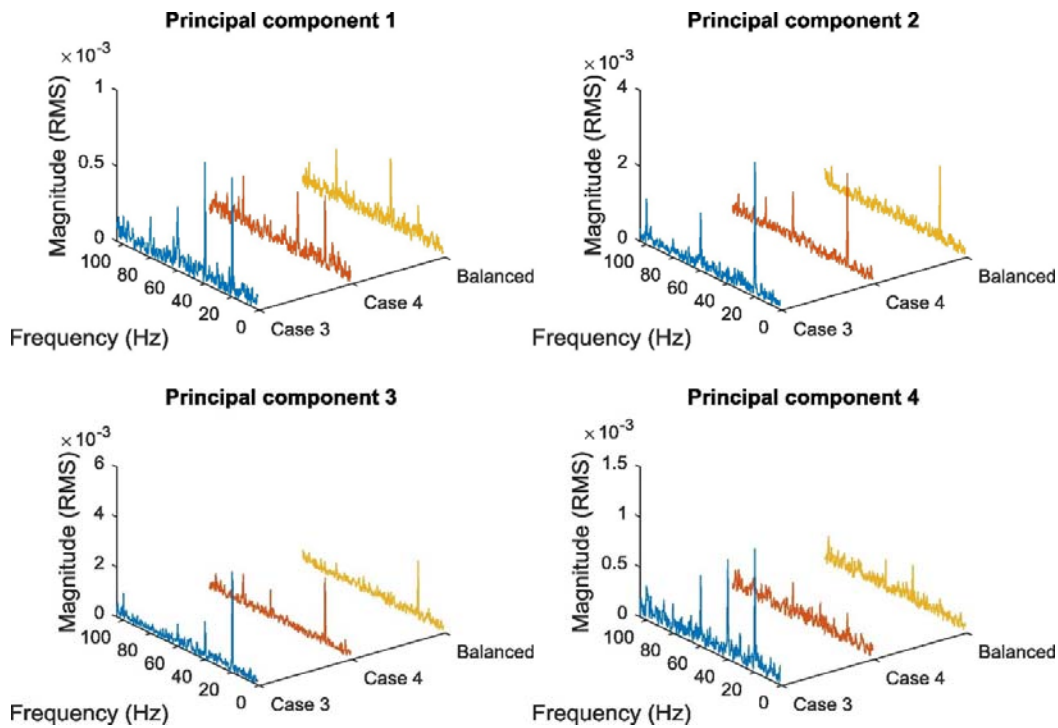 Principal component 1
×10-3
1
0.5
0
Magnitude (RMS)
100
80
60
40
20
0
Frequency (Hz)
Case 3
Case 4
Balanced
Principal component 2
×10-3
4
2
0
Magnitude (RMS)
100
80
60
40
20
0
Frequency (Hz)
Case 3
Case 4
Balanced
Principal component 3
×10-3
6
4
2
0
Magnitude (RMS)
100
80
60
40
20
0
Frequency (Hz)
Case 3
Case 4
Balanced
Principal component 4
×10-3
1.5
1
0.5
0
Magnitude (RMS)
100
80
60
40
20
0
Frequency (Hz)
Case 3
Case 4
Balanced